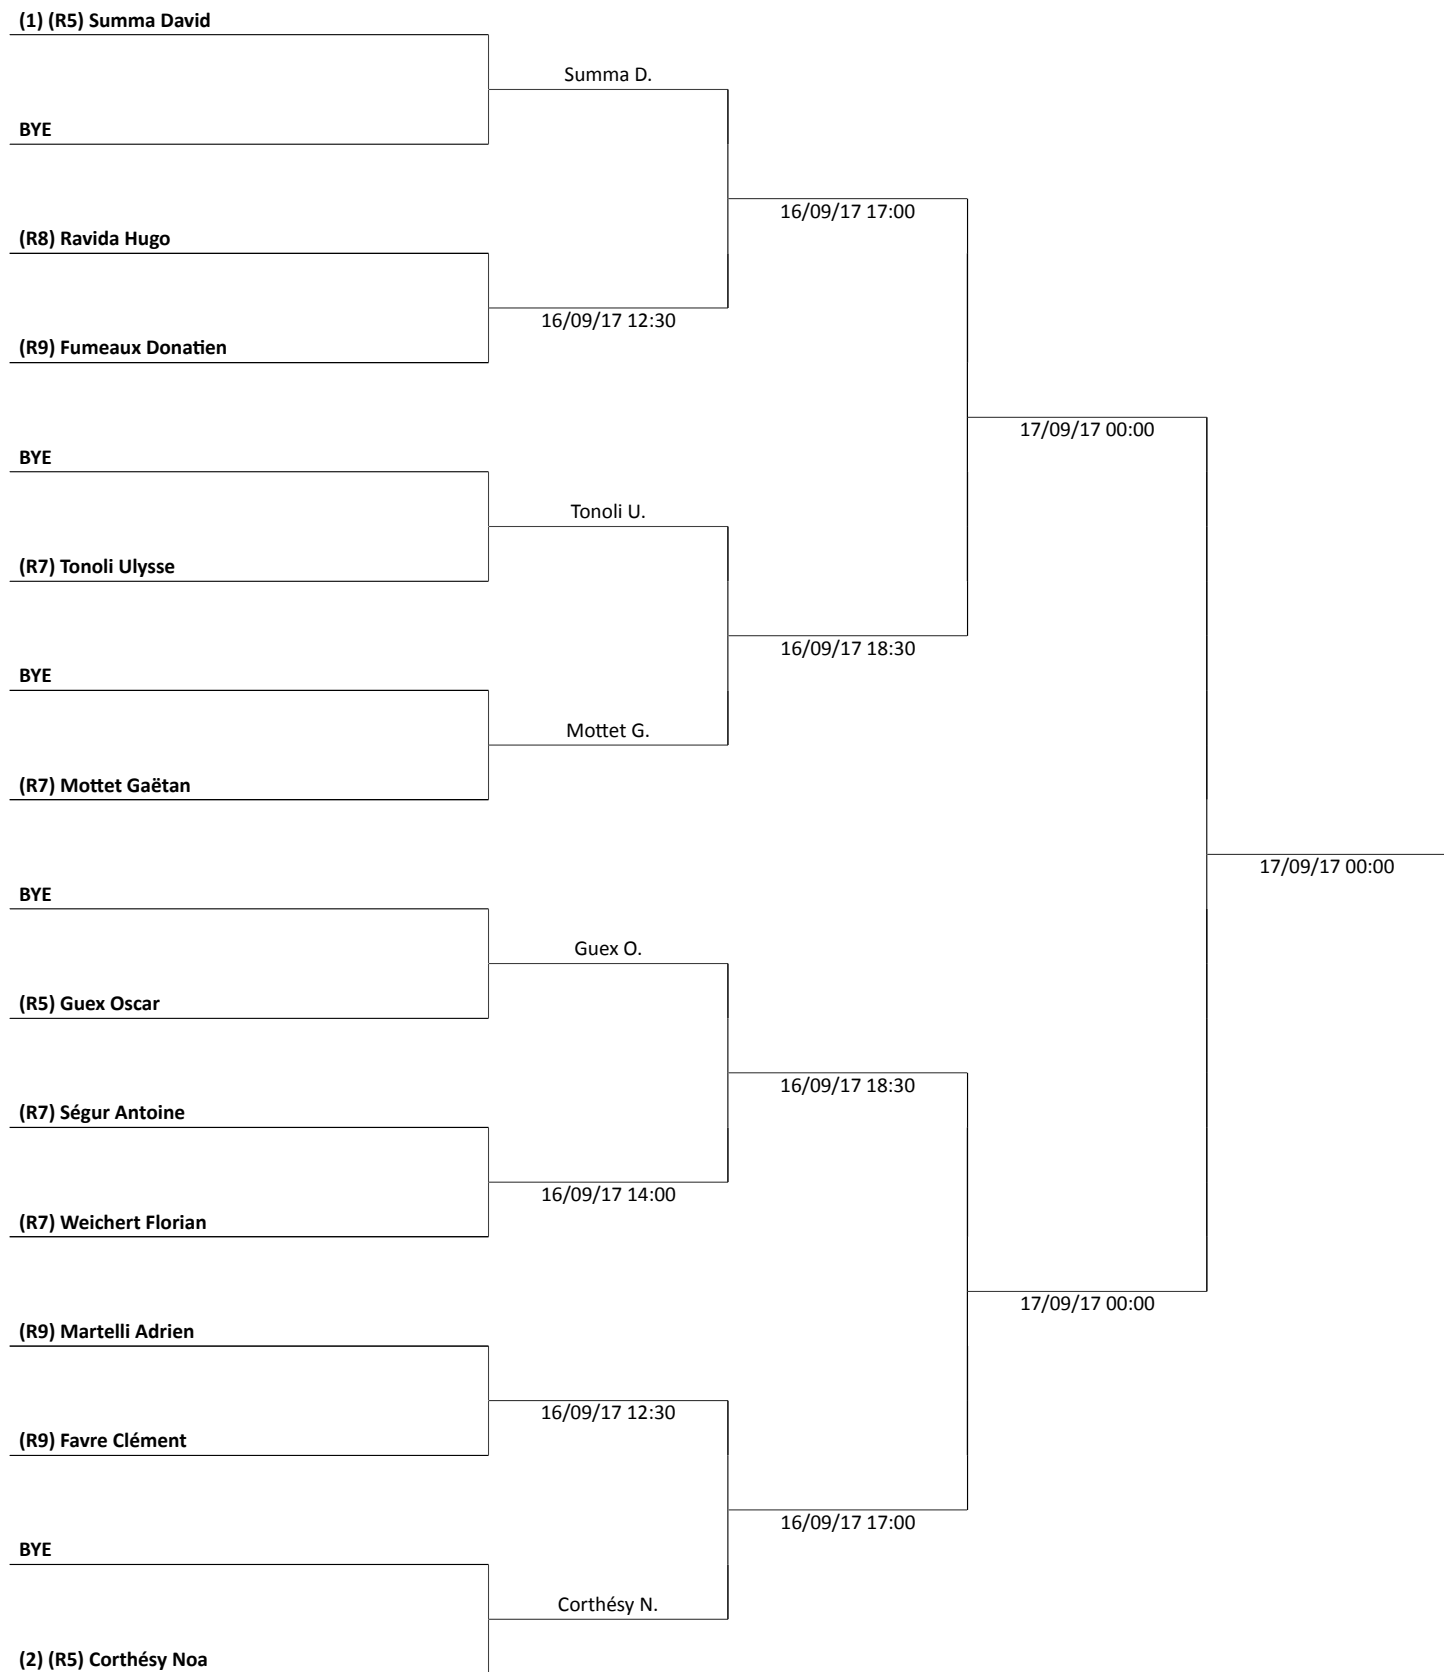 (1) (R5) Summa David
Summa D.
BYE
16/09/17 17:00
(R8) Ravida Hugo
16/09/17 12:30
(R9) Fumeaux Donatien
17/09/17 00:00
BYE
Tonoli U.
(R7) Tonoli Ulysse
16/09/17 18:30
BYE
Mottet G.
(R7) Mottet Gaëtan
17/09/17 00:00
BYE
Guex O.
(R5) Guex Oscar
16/09/17 18:30
(R7) Ségur Antoine
16/09/17 14:00
(R7) Weichert Florian
17/09/17 00:00
(R9) Martelli Adrien
16/09/17 12:30
(R9) Favre Clément
16/09/17 17:00
BYE
Corthésy N.
(2) (R5) Corthésy Noa